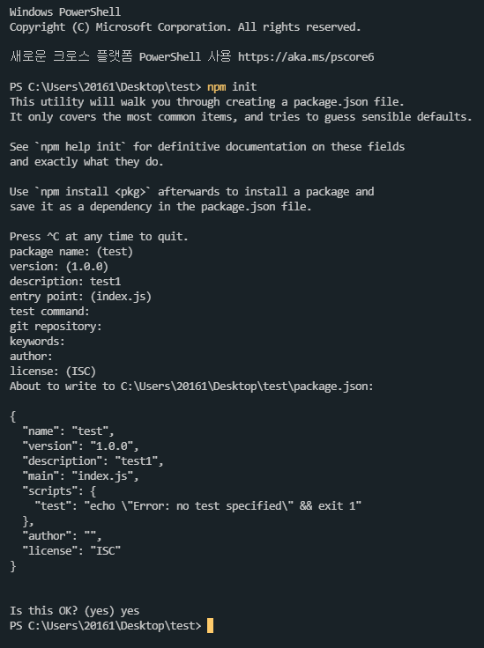 Windows PowerShell
Copyright (C) Microsoft Corporation. All rights reserved.
새로운 크로스 플랫폼 PowerShell 사용 https://aka.ms/pscore6
PS C:\Users\20161\Desktop\test> npm init
This utility will walk you through creating a package.json file.
It only covers the most common items, and tries to guess sensible defaults.
See `npm help init` for definitive documentation on these fields
and exactly what they do.
Use `npm install <pkg>` afterwards to install a package and
save it as a dependency in the package.json file.
Press ^C at any time to quit.
package name: (test)
version: (1.0.0)
description: test1
entry point: (index.js)
test command:
git repository:
keywords:
author:
license: (ISC)
About to write to C:\Users\20161\Desktop\test\package.json:
{
  "name": "test",
  "version": "1.0.0",
  "description": "test1",
  "main": "index.js",
  "scripts": {
    "test": "echo \"Error: no test specified\" && exit 1"
  },
  "author": "",
  "license": "ISC"
}
Is this OK? (yes) yes
PS C:\Users\20161\Desktop\test>